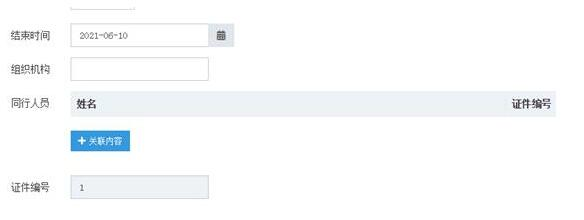 结束时间 2021-06-10
组织机构
同行人员 姓名 证件编号
关联内容
证件编号 1